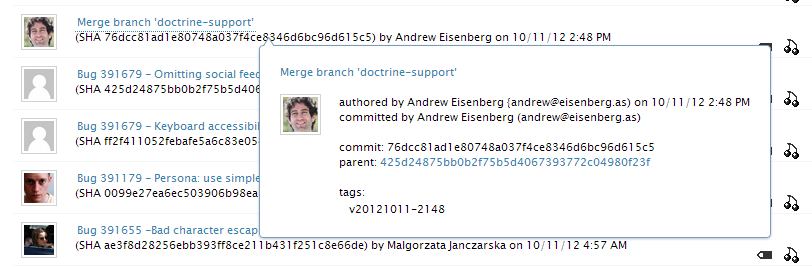 Merge branch 'doctrine-support'
(SHA 76dcc81ad1e80748a037f4ce8346d6bc96d615c5) by Andrew Eisenberg on 10/11/12 2:48 PM
Bug 391679 - Omitting social feed
(SHA 425d24875bb0b2f75b5d406
Bug 391679 - Keyboard accessibil
(SHA ff2f411052febafe5a6c83e05
Bug 391179 - Persona: use simple
(SHA 0099e27ea6ec503906b98ea
Bug 391655 -Bad character escap
(SHA ae3f8d28256ebb393ff8ce211b431f251c8e66de) by Malgorzata Janczarska on 10/11/12 4:57 AM
Merge branch 'doctrine-support'
authored by Andrew Eisenberg {andrew@eisenberg.as) on 10/11/12 2:48 PM
committed by Andrew Eisenberg (andrew@eisenberg.as)
commit: 76dcc81ad1e80748a037f4ce8346d6bc96d615c5
parent: 425d24875bb0b2f75b5d4067393772c04980f23f
tags:
v20121011-2148